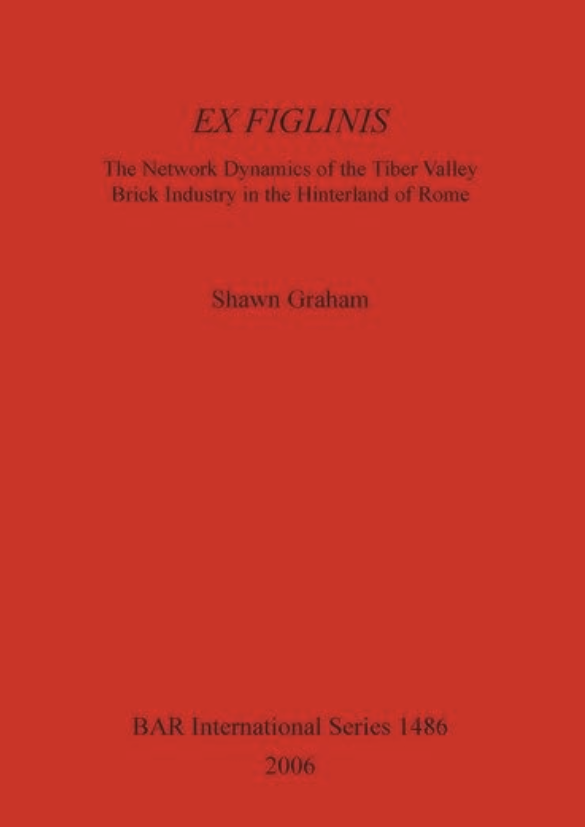 EX FIGLINIS
The Network Dynamics of the Tiber Valley
Brick Industry in the Hinterland of Rome
Shawn Graham
BAR International Series 1486
2006